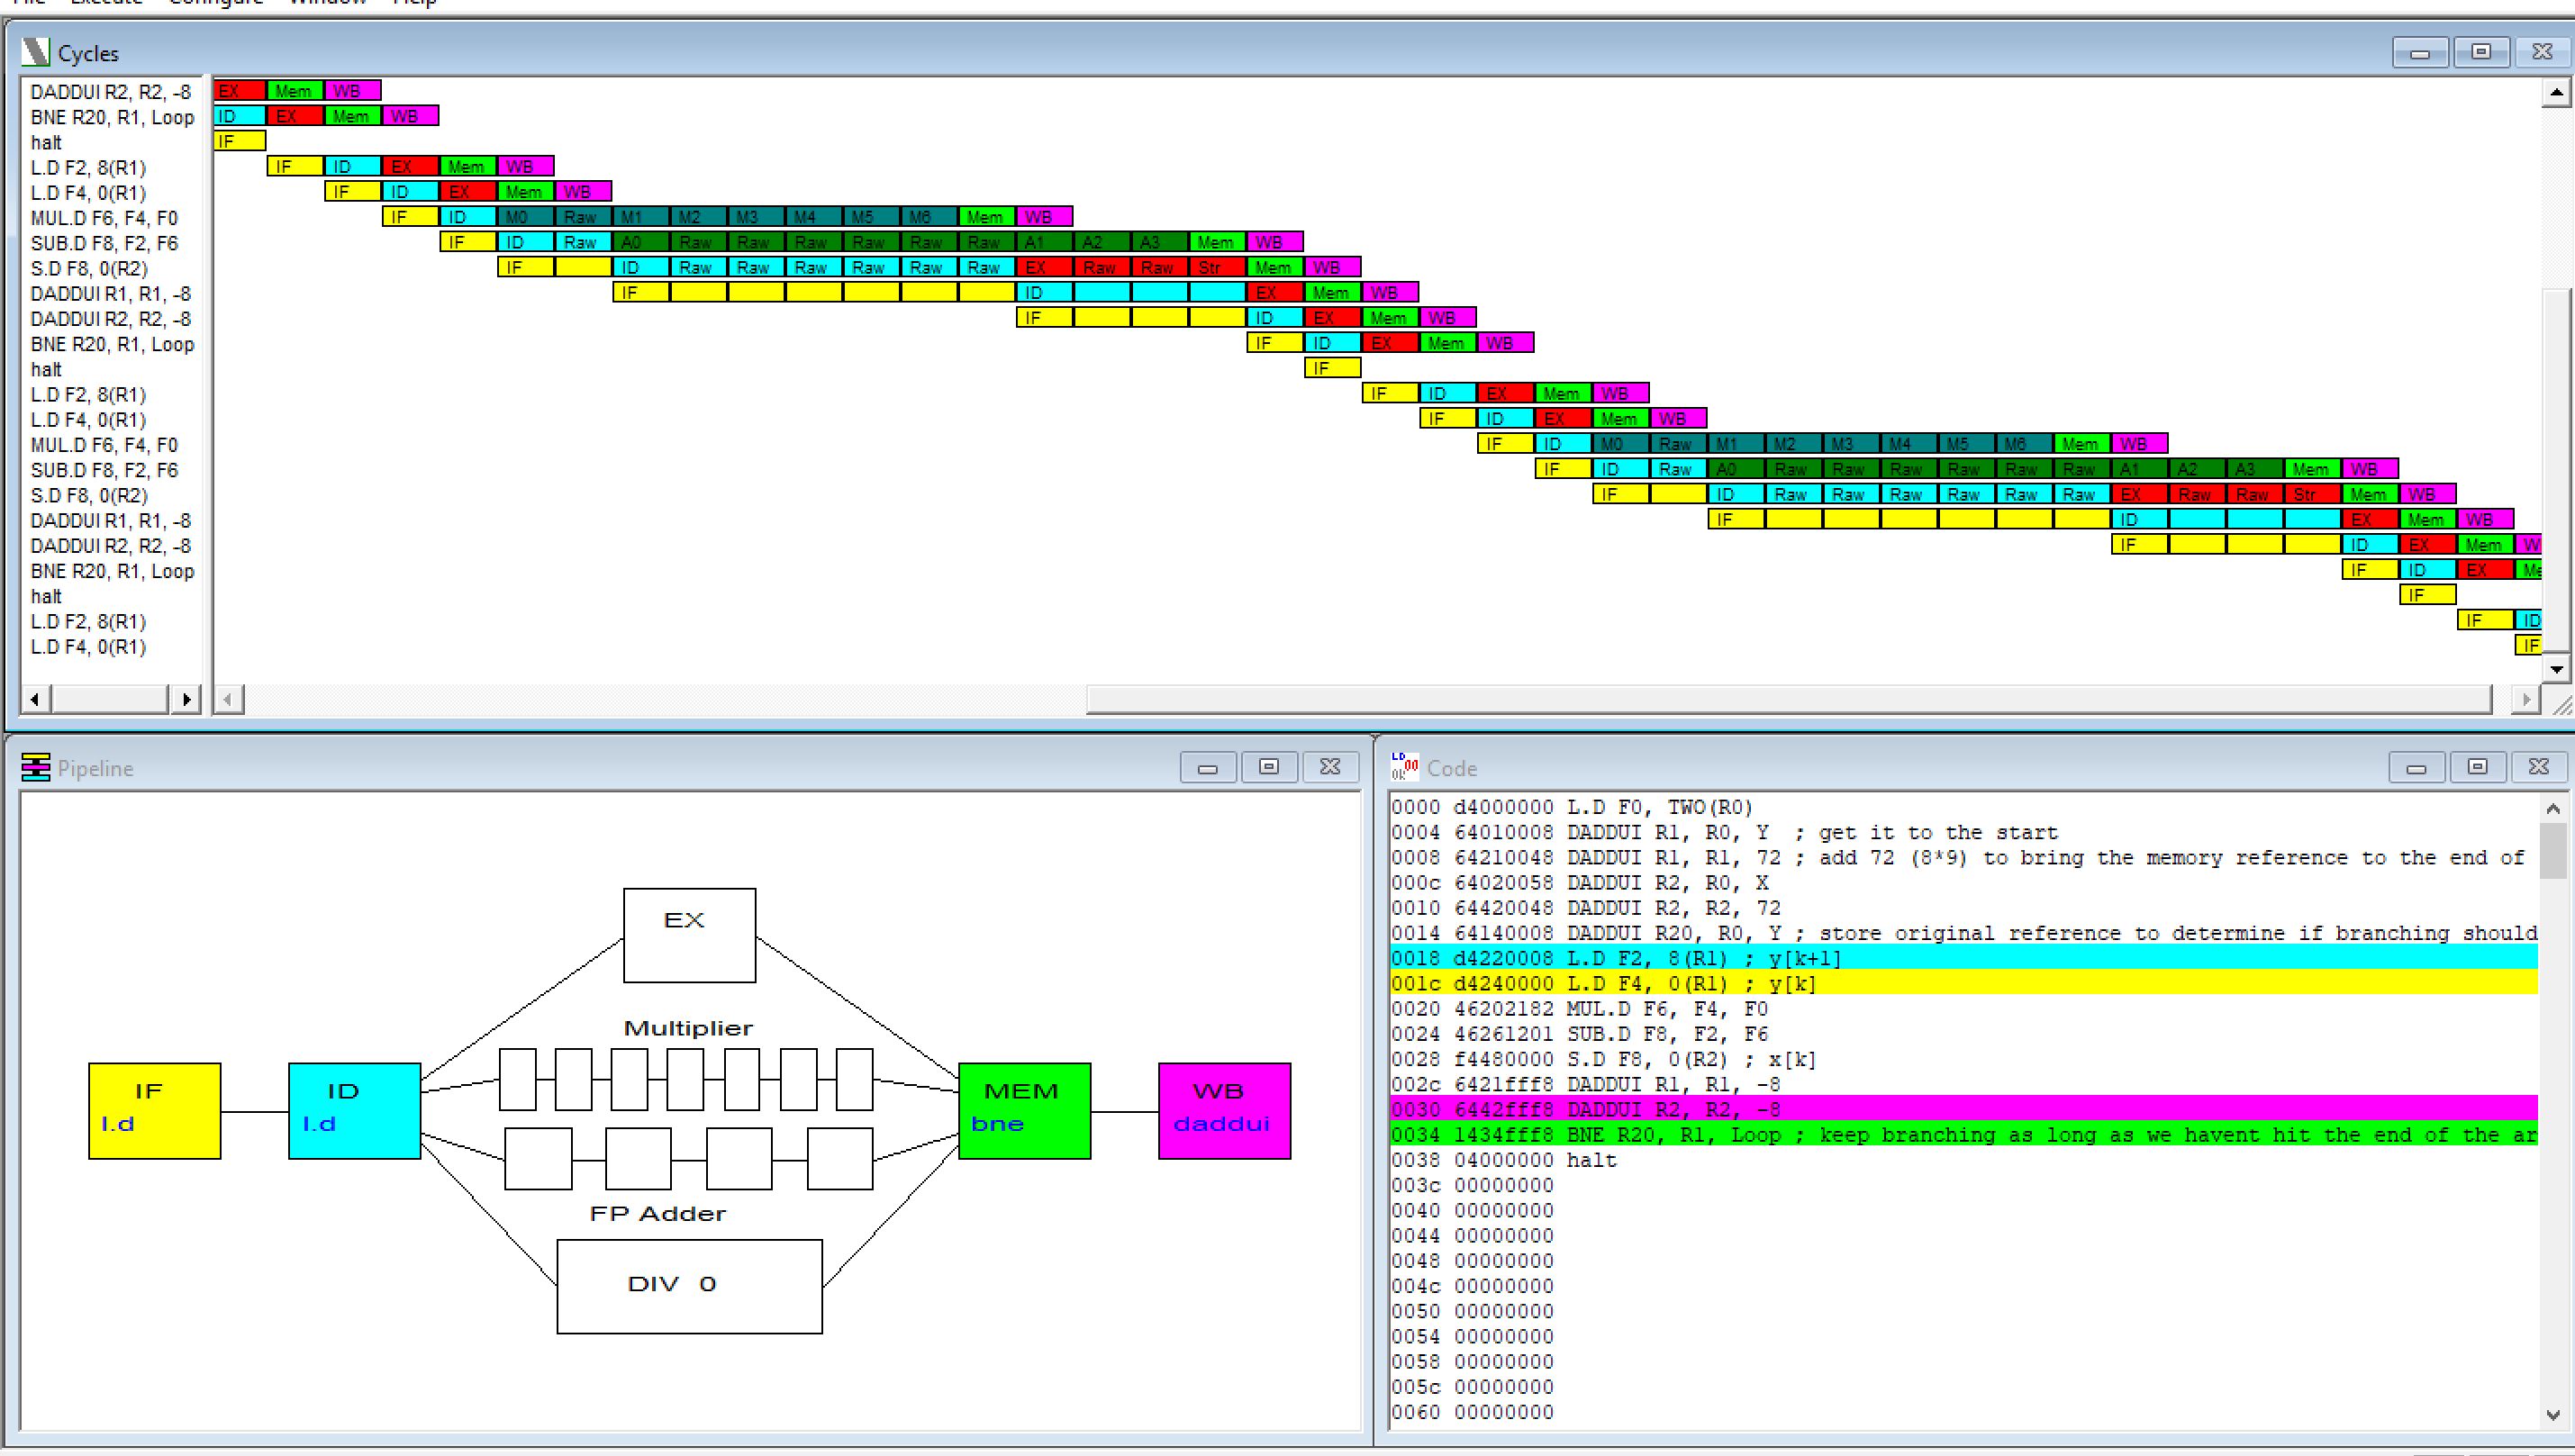 File Execute Configure Window Help
Cycles
DADDUI R2, R2, -8 EX Mem WB
BNE R20, R1, Loop ID EX Mem WB
halt IF
L.D F2, 8(R1) IF ID EX Mem WB
L.D F4, 0(R1) IF ID EX Mem WB
MUL.D F6, F4, F0 IF ID M0 Raw M1 M2 M3 M4 M5 M6 Mem WB
SUB.D F8, F2, F6 IF ID Raw A0 Raw Raw Raw Raw Raw Raw A1 A2 A3 Mem WB
S.D F8, 0(R2) IF ID Raw Raw Raw Raw Raw Raw EX Raw Raw Str Mem WB
DADDUI R1, R1, -8 IF ID EX Mem WB
DADDUI R2, R2, -8 IF ID EX Mem WB
BNE R20, R1, Loop IF ID EX Mem WB
halt IF
L.D F2, 8(R1) IF ID EX Mem WB
L.D F4, 0(R1) IF ID EX Mem WB
MUL.D F6, F4, F0 IF ID M0 Raw M1 M2 M3 M4 M5 M6 Mem WB
SUB.D F8, F2, F6 IF ID Raw A0 Raw Raw Raw Raw Raw Raw A1 A2 A3 Mem WB
S.D F8, 0(R2) IF ID Raw Raw Raw Raw Raw Raw EX Raw Raw Str Mem WB
DADDUI R1, R1, -8 IF ID EX Mem WB
DADDUI R2, R2, -8 IF ID EX Mem W
BNE R20, R1, Loop IF ID EX Me
halt IF
L.D F2, 8(R1) IF ID
L.D F4, 0(R1) IF
Pipeline
EX
Multiplier
IF
l.d
ID
l.d
MEM
bne
WB
daddui
FP Adder
DIV 0
Code
0000 d4000000 L.D F0, TWO(R0)
0004 64010008 DADDUI R1, R0, Y ; get it to the start
0008 64210048 DADDUI R1, R1, 72 ; add 72 (8*9) to bring the memory reference to the end of
000c 64020058 DADDUI R2, R0, X
0010 64420048 DADDUI R2, R2, 72
0014 64140008 DADDUI R20, R0, Y ; store original reference to determine if branching should
0018 d4220008 L.D F2, 8(R1) ; y[k+1]
001c d4240000 L.D F4, 0(R1) ; y[k]
0020 46202182 MUL.D F6, F4, F0
0024 46261201 SUB.D F8, F2, F6
0028 f4480000 S.D F8, 0(R2) ; x[k]
002c 6421fff8 DADDUI R1, R1, -8
0030 6442fff8 DADDUI R2, R2, -8
0034 1434fff8 BNE R20, R1, Loop ; keep branching as long as we havent hit the end of the ar
0038 04000000 halt
003c 00000000
0040 00000000
0044 00000000
0048 00000000
004c 00000000
0050 00000000
0054 00000000
0058 00000000
005c 00000000
0060 00000000